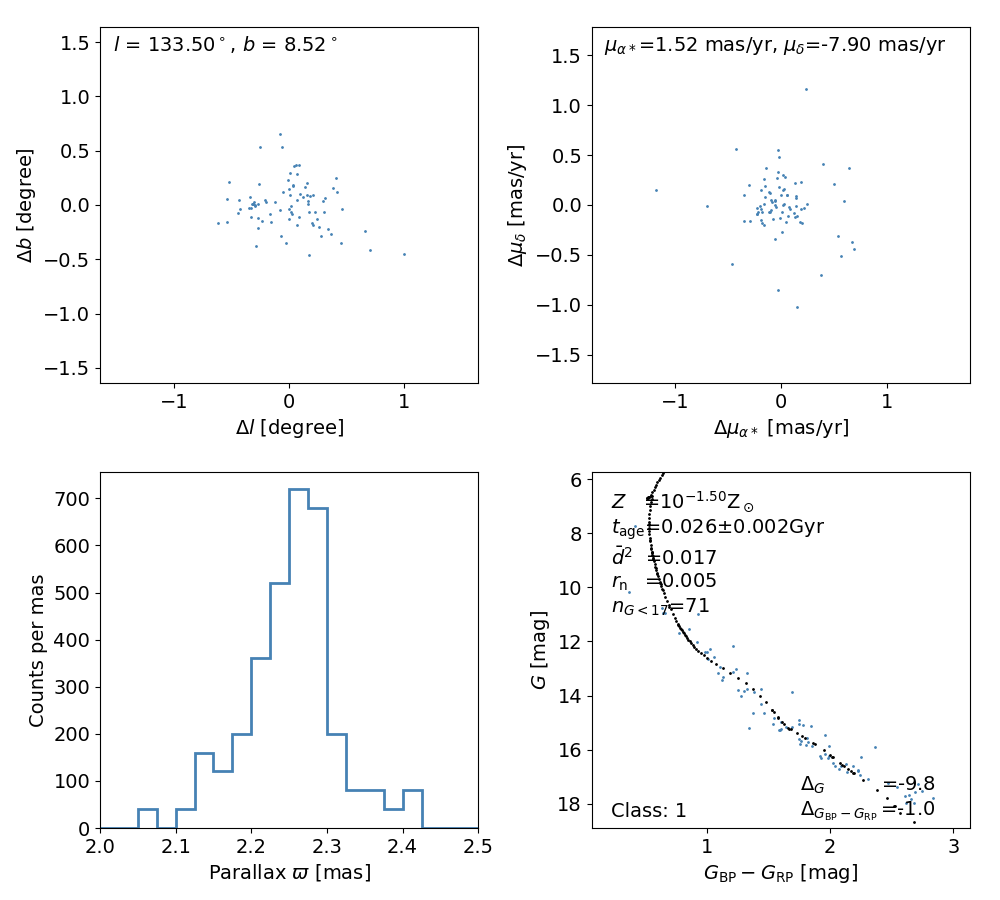 l = 133.50°, b = 8.52°
1.5
1.0
0.5
0.0
−0.5
−1.0
−1.5
Δb [degree]
−1
0
1
Δl [degree]
μα*=1.52 mas/yr, μδ=-7.90 mas/yr
1.5
1.0
0.5
0.0
−0.5
−1.0
−1.5
Δμδ [mas/yr]
−1
0
1
Δμα* [mas/yr]
700
600
500
400
300
200
100
0
Counts per mas
2.0
2.1
2.2
2.3
2.4
2.5
Parallax ϖ [mas]
6
8
10
12
14
16
18
G [mag]
Z =10^−1.50 Z⊙
t_age=0.026±0.002Gyr
d̄² =0.017
r_n =0.005
n_G<17=71
Δ_G =-9.8
Class: 1
Δ_G_BP−G_RP =-1.0
1
2
3
G_BP − G_RP [mag]